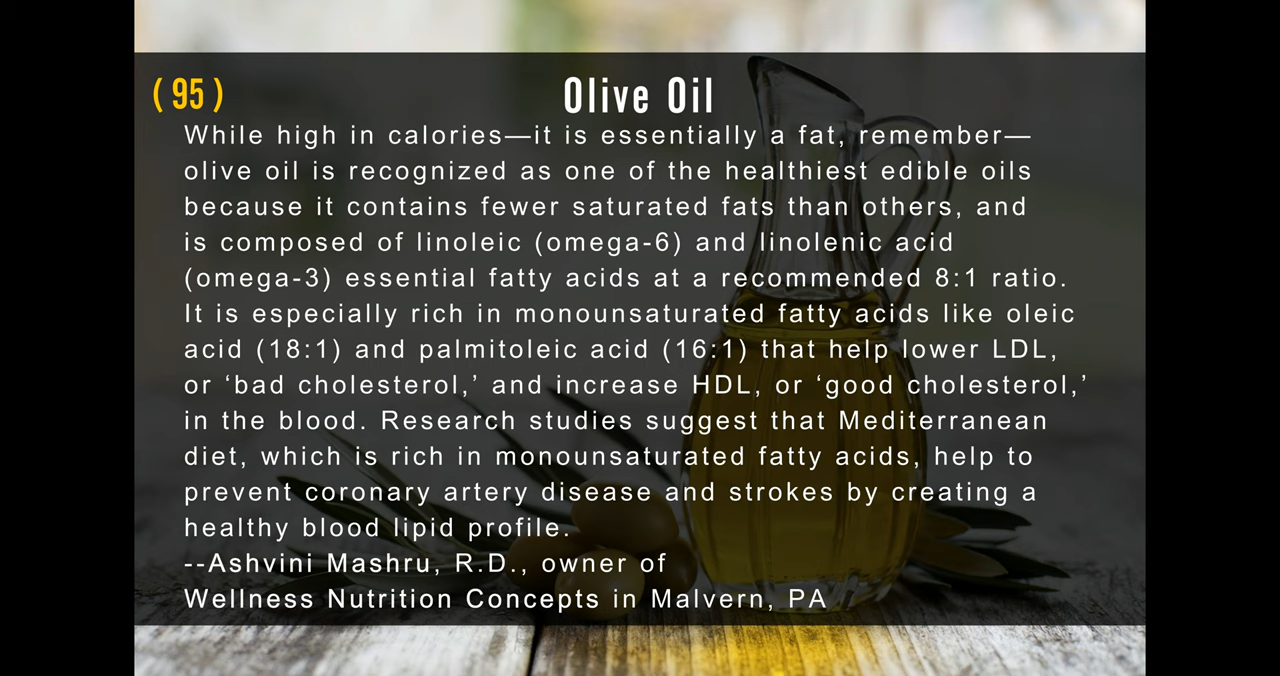 ( 95 )
Olive Oil
While high in calories—it is essentially a fat, remember—
olive oil is recognized as one of the healthiest edible oils
because it contains fewer saturated fats than others, and
is composed of linoleic (omega-6) and linolenic acid
(omega-3) essential fatty acids at a recommended 8:1 ratio.
It is especially rich in monounsaturated fatty acids like oleic
acid (18:1) and palmitoleic acid (16:1) that help lower LDL,
or ‘bad cholesterol,’ and increase HDL, or ‘good cholesterol,’
in the blood. Research studies suggest that Mediterranean
diet, which is rich in monounsaturated fatty acids, help to
prevent coronary artery disease and strokes by creating a
healthy blood lipid profile.
--Ashvini Mashru, R.D., owner of
Wellness Nutrition Concepts in Malvern, PA